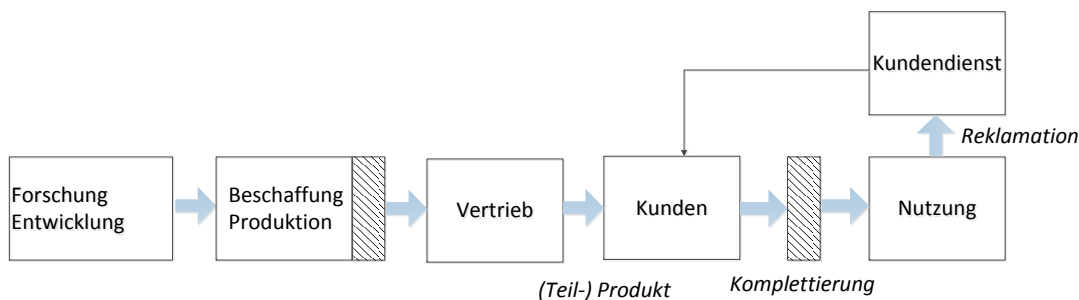 Kundendienst
Reklamation
Forschung
Entwicklung
Beschaffung
Produktion
Vertrieb
Kunden
Nutzung
(Teil-) Produkt
Komplettierung